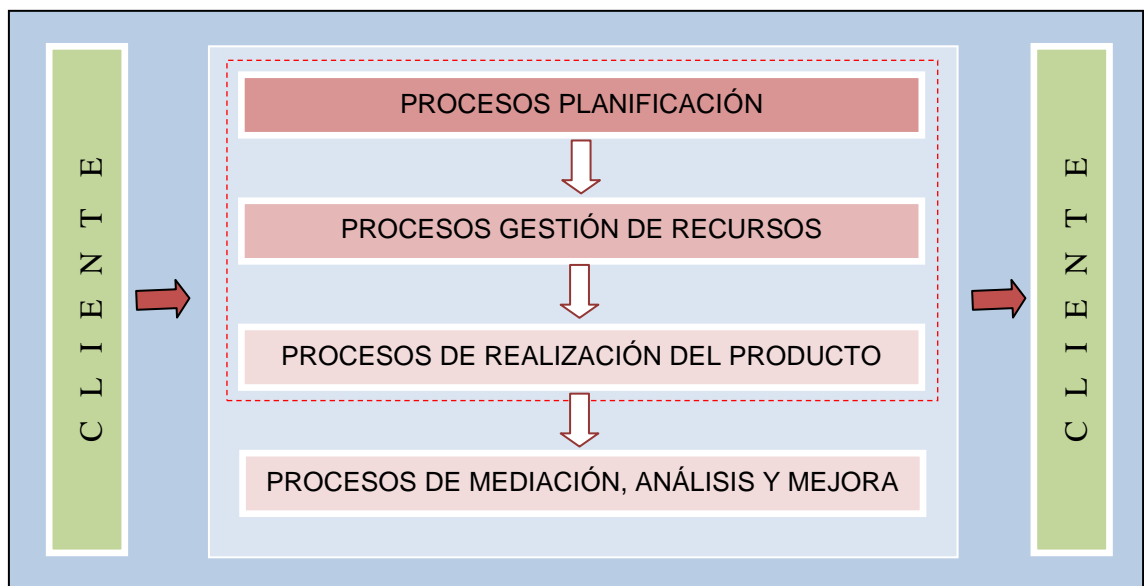 C L I E N T E
PROCESOS PLANIFICACIÓN
PROCESOS GESTIÓN DE RECURSOS
PROCESOS DE REALIZACIÓN DEL PRODUCTO
PROCESOS DE MEDIACIÓN, ANÁLISIS Y MEJORA
C L I E N T E